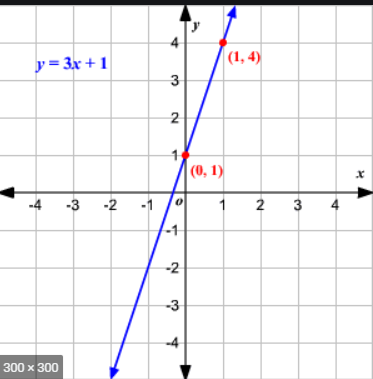 y
4
y = 3x + 1
(1, 4)
3
2
1
(0, 1)
x
-4 -3 -2 -1 o 1 2 3 4
-1
-2
-3
-4
300 × 300